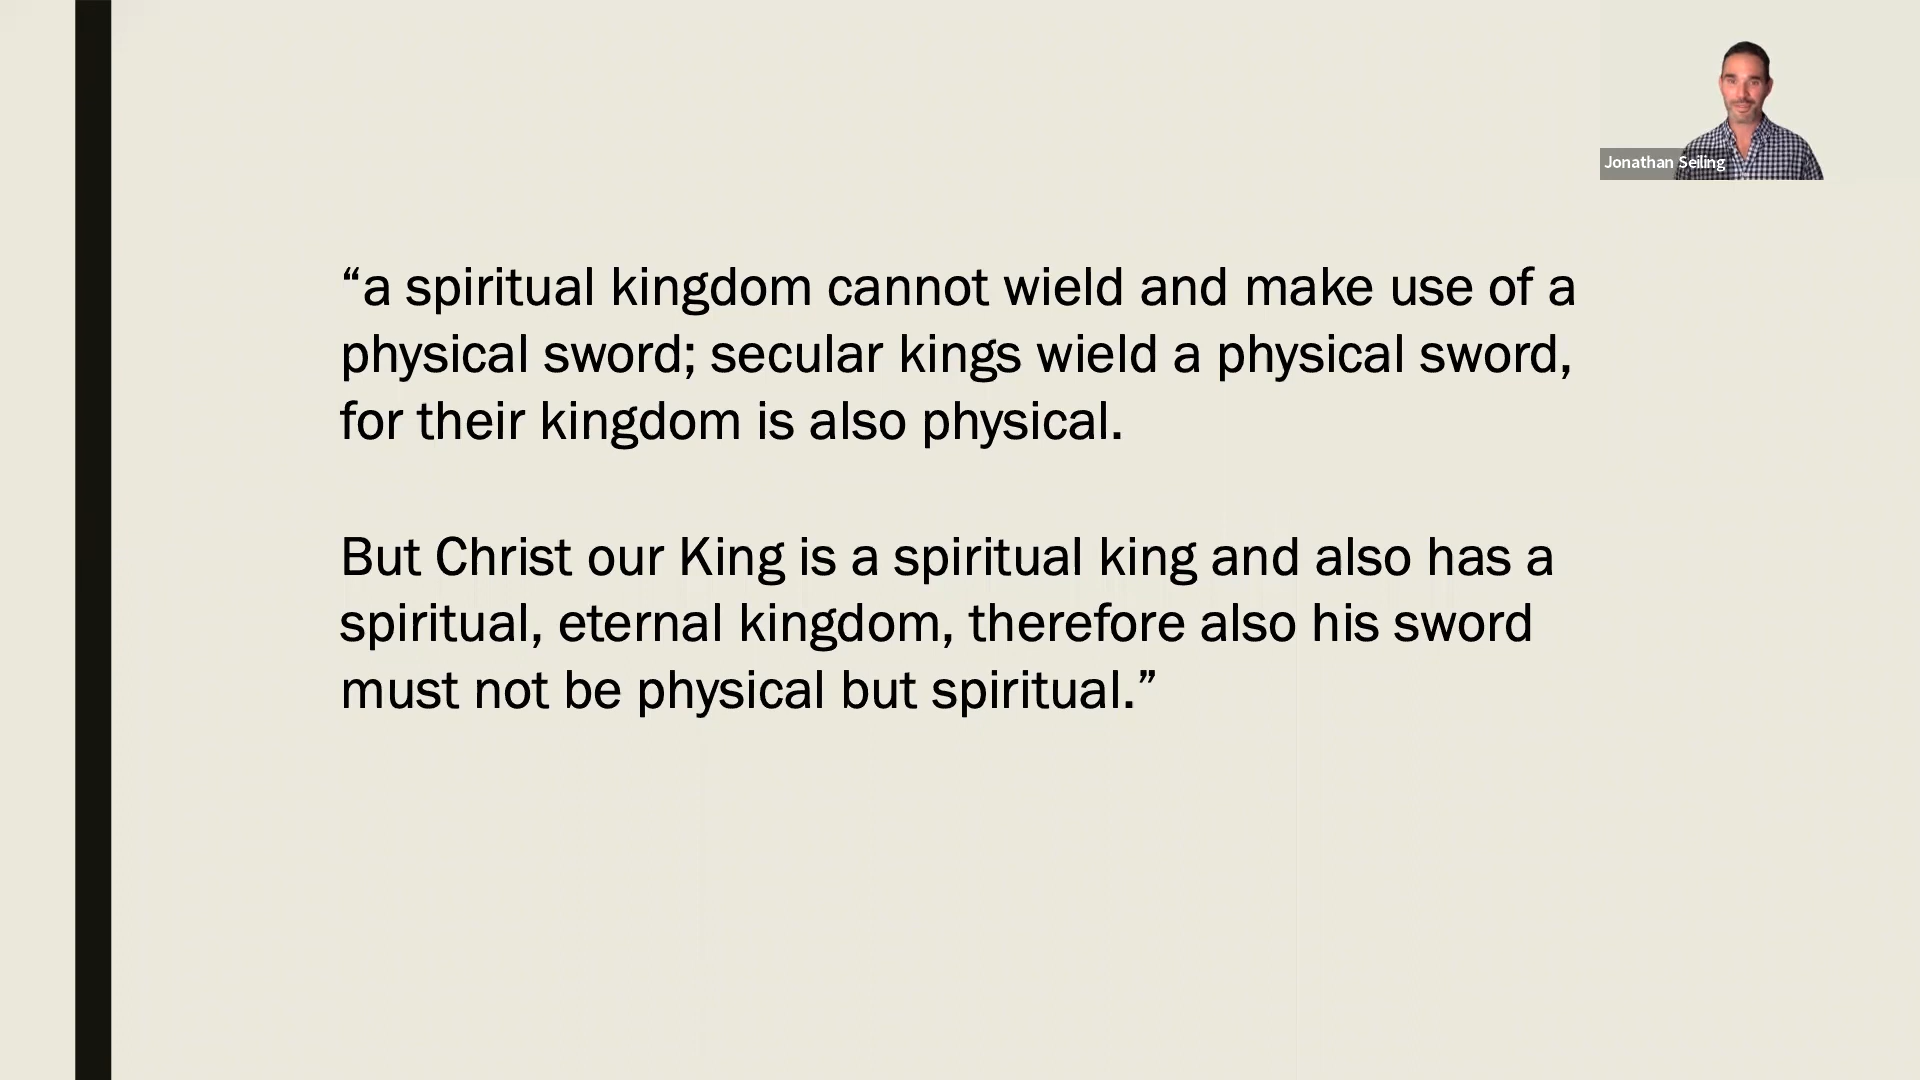 Jonathan Seiling
“a spiritual kingdom cannot wield and make use of a
physical sword; secular kings wield a physical sword,
for their kingdom is also physical.
But Christ our King is a spiritual king and also has a
spiritual, eternal kingdom, therefore also his sword
must not be physical but spiritual.”